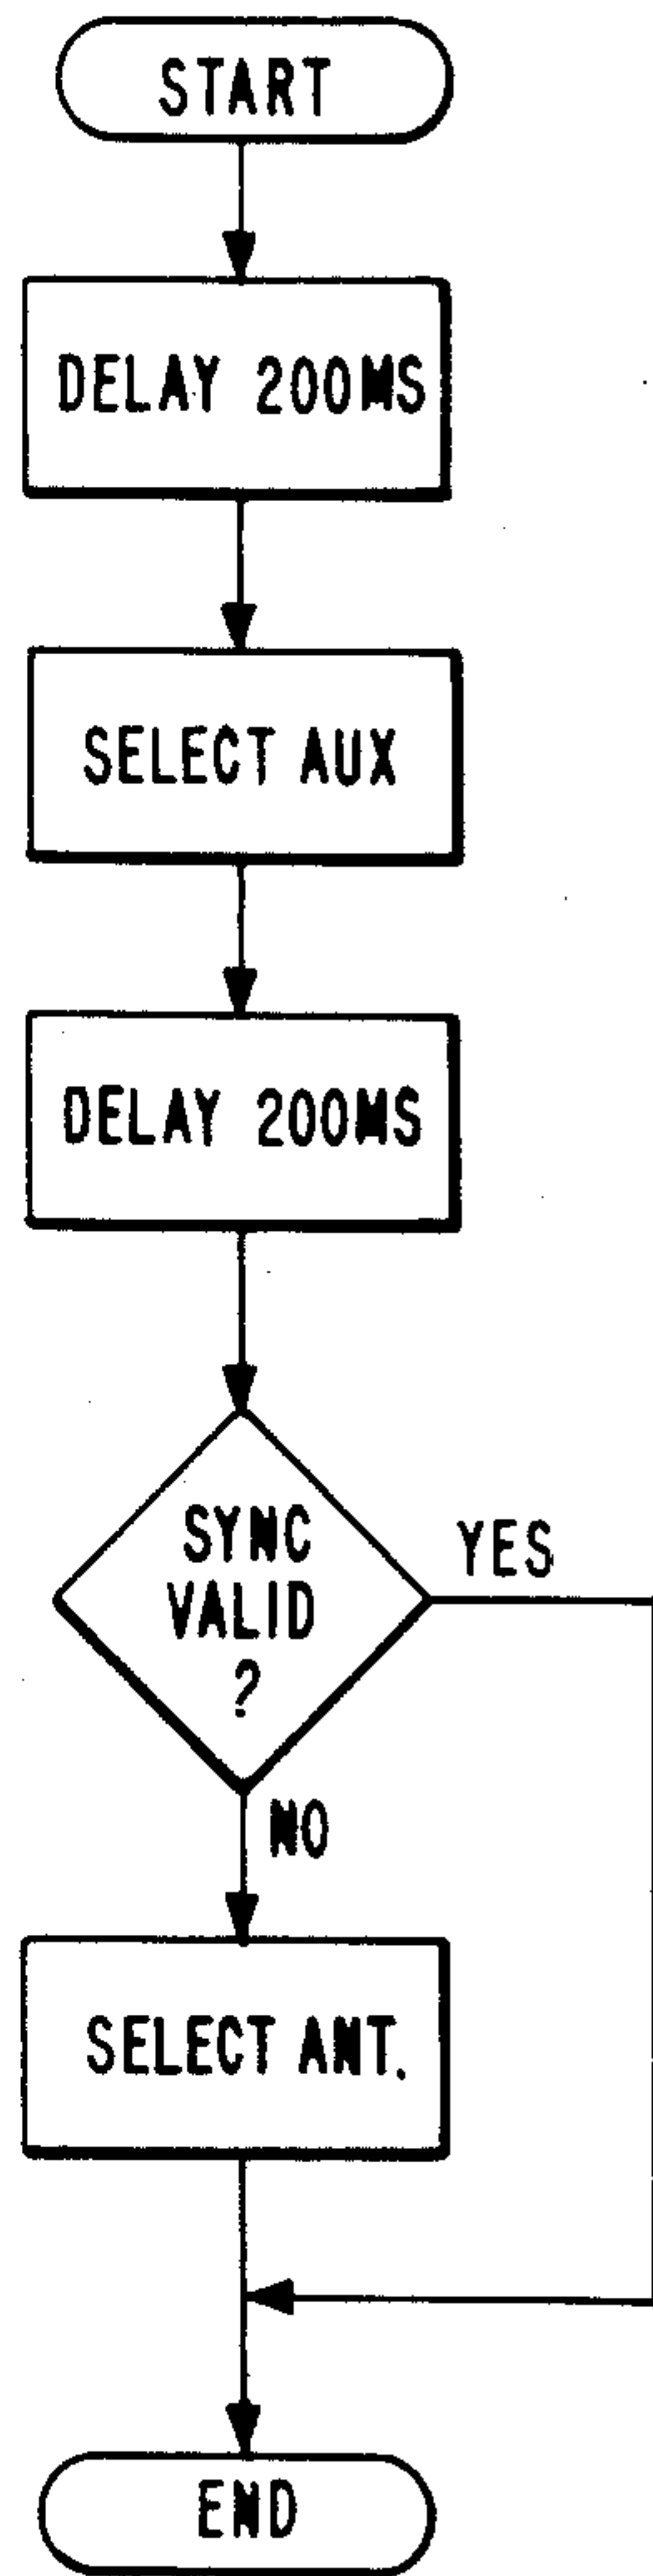 START
DELAY 200MS
SELECT AUX
DELAY 200MS
SYNC
VALID
?
YES
NO
SELECT ANT.
END